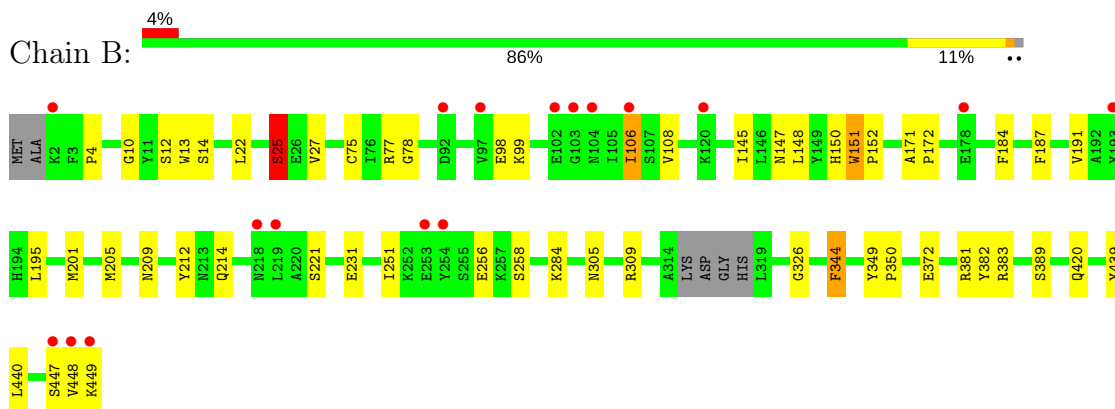 4%
Chain B:
86% 11% ••
MET ALA K2 F3 P4 G10 Y11 S12 W13 S14 L22 S25 E26 V27 C75 I76 R77 G78 D92 V97 E98 K99 E102 G103 N104 I105 I106 S107 V108 K120 I145 L146 N147 L148 Y149 H150 W151 P152 A171 P172 E178 F184 F187 V191 A192 Y193
H194 L195 M201 M205 N209 Y212 N213 Q214 N218 L219 A220 S221 E231 I251 K252 E253 Y254 S255 E256 K257 S258 K284 N305 R309 A314 LYS ASP GLY HIS L319 G326 F344 Y349 P350 E372 R381 Y382 R383 S389 Q420 Y439
L440 S447 V448 K449